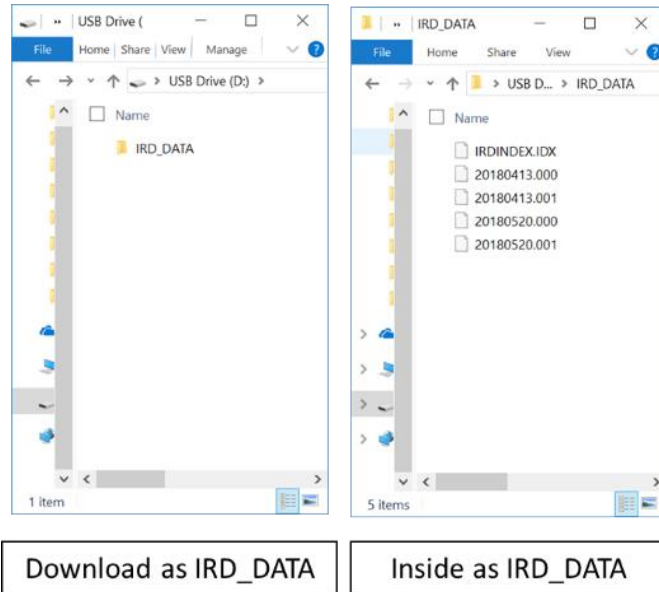 USB Drive (
File Home Share View Manage
USB Drive (D:)
Name
IRD_DATA
1 item
Download as IRD_DATA
IRD_DATA
File Home Share View
USB D... IRD_DATA
Name
IRDINDEX.IDX
20180413.000
20180413.001
20180520.000
20180520.001
5 items
Inside as IRD_DATA